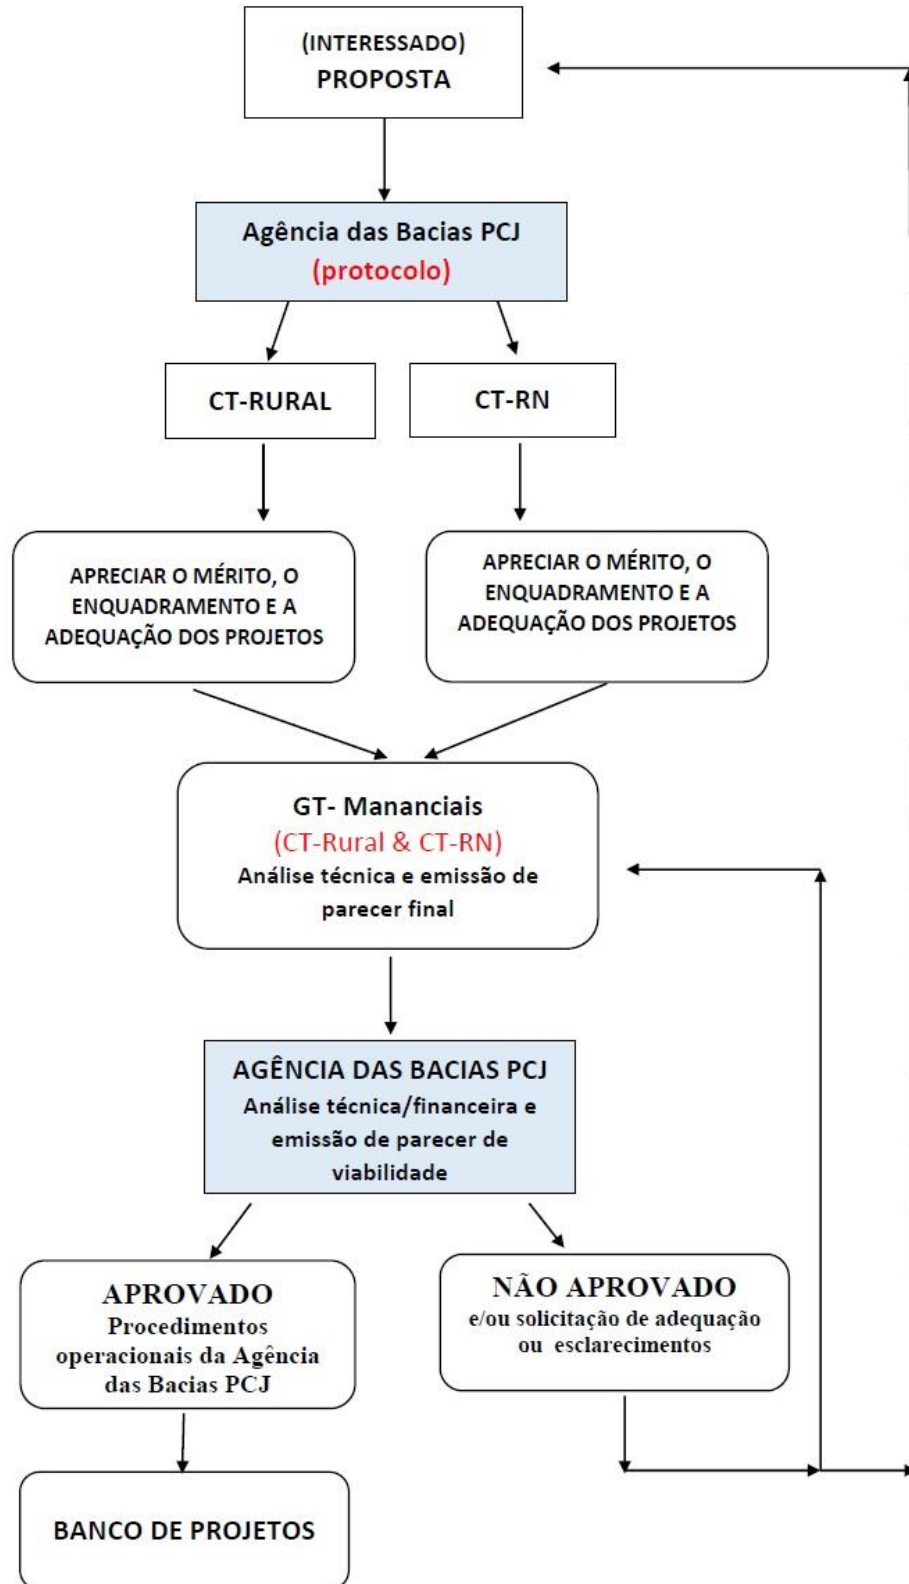 (INTERESSADO)
PROPOSTA
Agência das Bacias PCJ
(protocolo)
CT-RURAL
CT-RN
APRECIAR O MÉRITO, O
ENQUADRAMENTO E A
ADEQUAÇÃO DOS PROJETOS
APRECIAR O MÉRITO, O
ENQUADRAMENTO E A
ADEQUAÇÃO DOS PROJETOS
GT- Mananciais
(CT-Rural & CT-RN)
Análise técnica e emissão de
parecer final
AGÊNCIA DAS BACIAS PCJ
Análise técnica/financeira e
emissão de parecer de
viabilidade
APROVADO
Procedimentos
operacionais da Agência
das Bacias PCJ
NÃO APROVADO
e/ou solicitação de adequação
ou esclarecimentos
BANCO DE PROJETOS